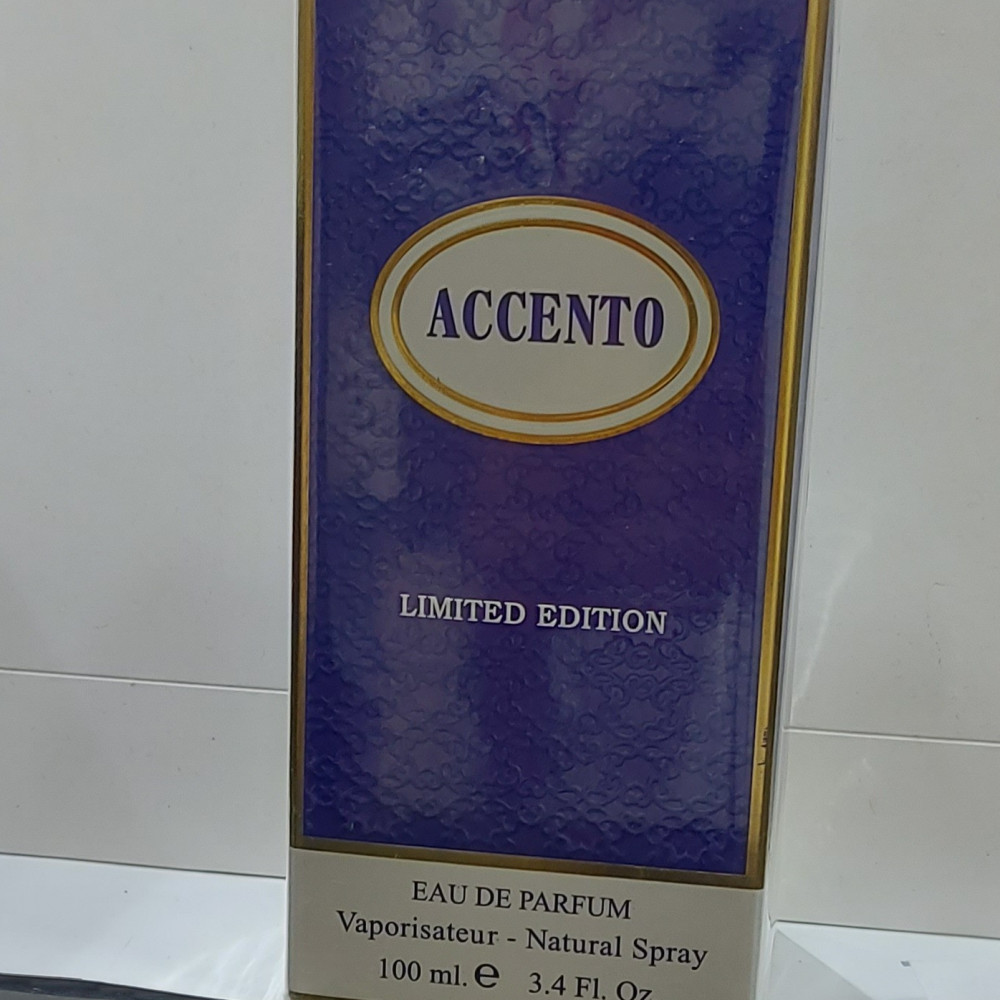 ACCENTO
LIMITED EDITION
EAU DE PARFUM
Vaporisateur - Natural Spray
100 ml. e 3.4 Fl. Oz